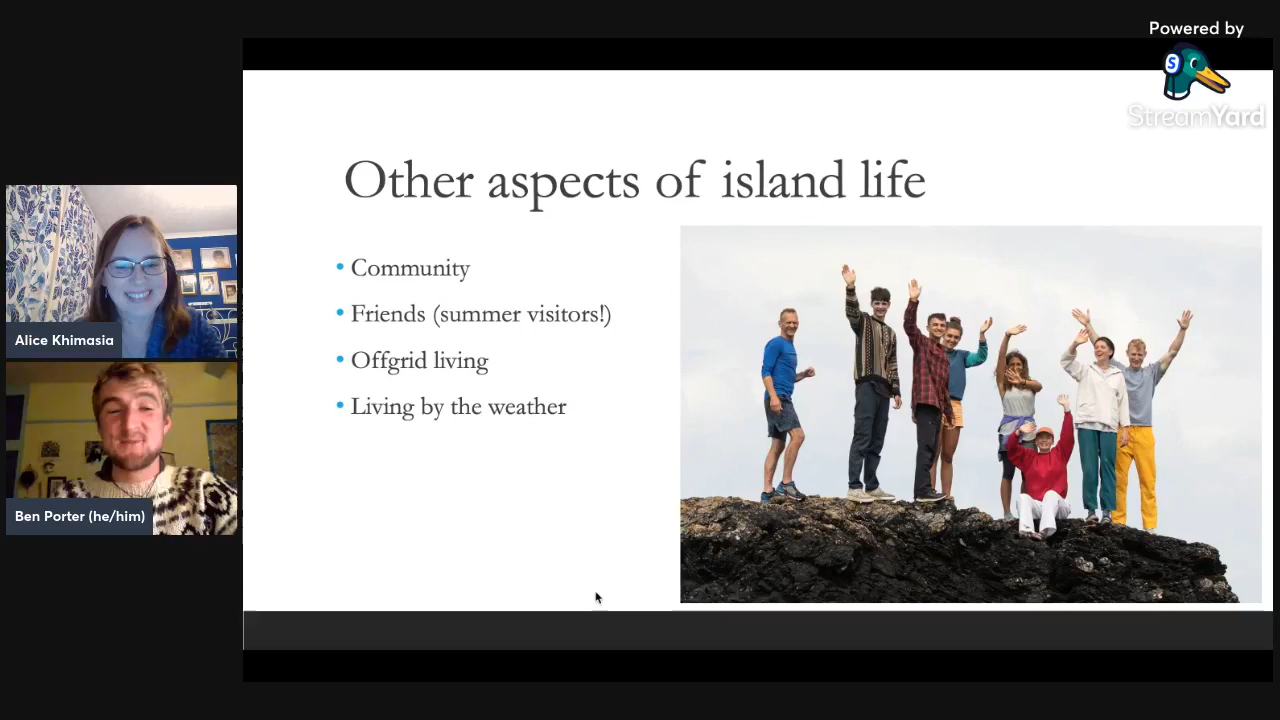 Powered by
S
StreamYard
Other aspects of island life
• Community
• Friends (summer visitors!)
• Offgrid living
• Living by the weather
Alice Khimasia
Ben Porter (he/him)